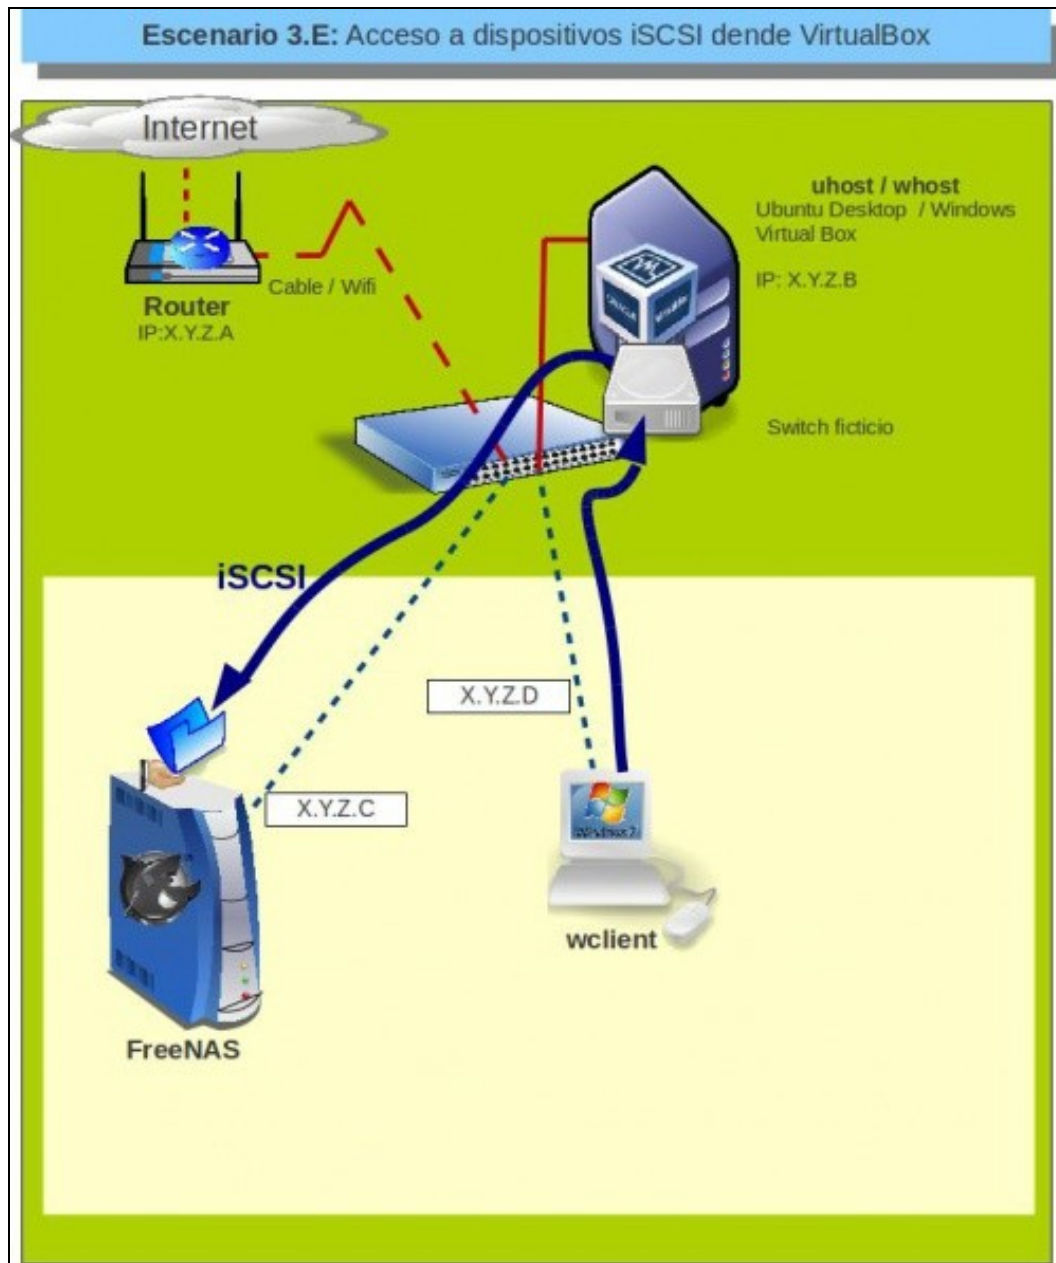 Escenario 3.E: Acceso a dispositivos iSCSI dende VirtualBox
Internet
uhost / whost
Ubuntu Desktop / Windows
Virtual Box
IP: X.Y.Z.B
Cable / Wifi
Router
IP:X.Y.Z.A
Switch ficticio
iSCSI
X.Y.Z.D
X.Y.Z.C
wclient
FreeNAS